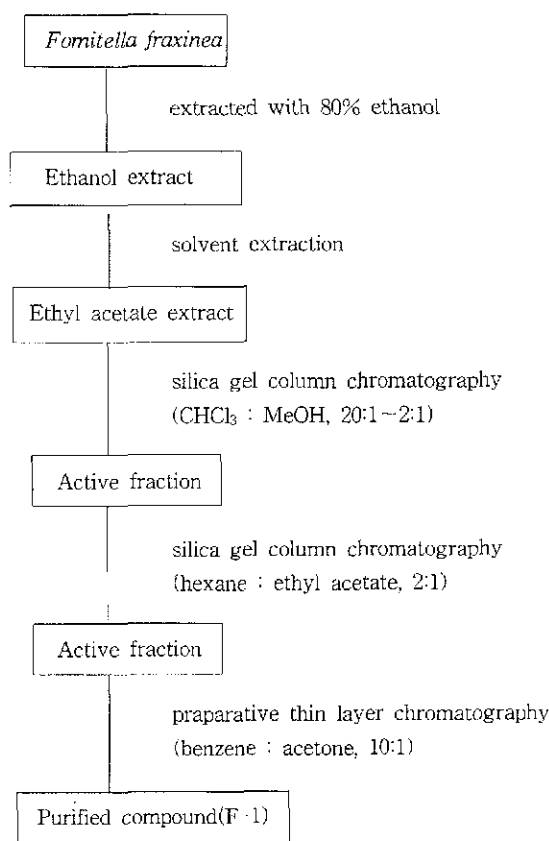 Fomitella fraxinea
extracted with 80% ethanol
Ethanol extract
solvent extraction
Ethyl acetate extract
silica gel column chromatography
(CHCl₃ : MeOH, 20:1~2:1)
Active fraction
silica gel column chromatography
(hexane : ethyl acetate, 2:1)
Active fraction
praparative thin layer chromatography
(benzene : acetone, 10:1)
Purified compound(F-1)